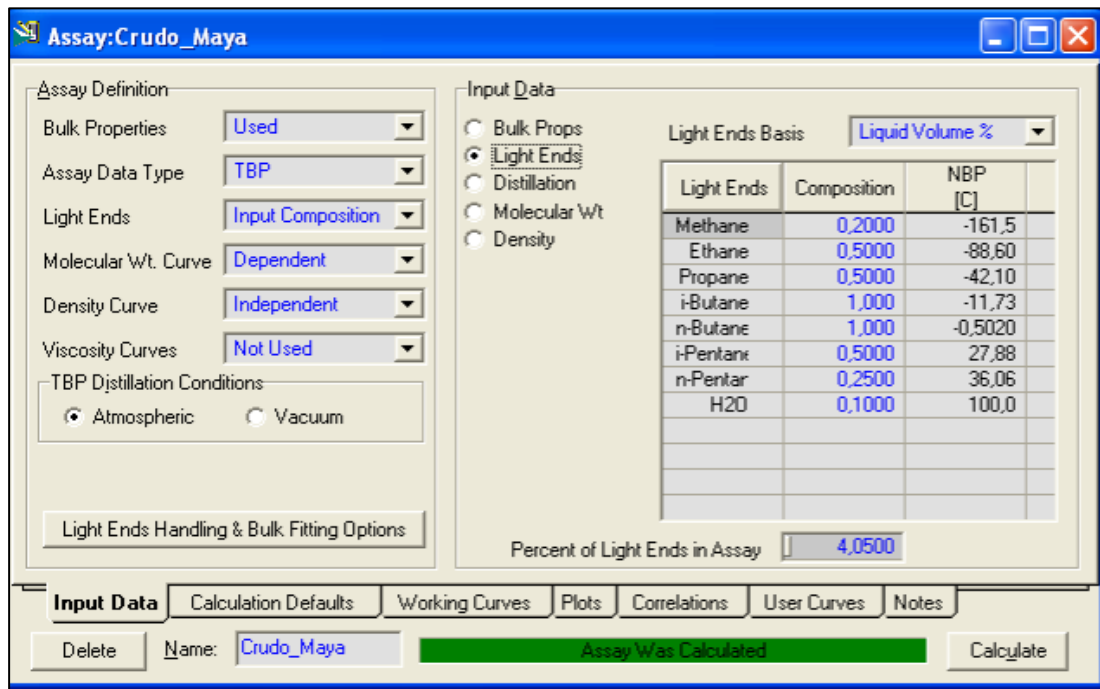 Assay:Crudo_Maya
Assay Definition
Bulk Properties Used
Assay Data Type TBP
Light Ends Input Composition
Molecular Wt. Curve Dependent
Density Curve Independent
Viscosity Curves Not Used
TBP Distillation Conditions
Atmospheric Vacuum
Light Ends Handling & Bulk Fitting Options
Input Data
Bulk Props
Light Ends
Distillation
Molecular Wt
Density
Light Ends Basis Liquid Volume %
Light Ends Composition NBP
[C]
Methane 0,2000 -161,5
Ethane 0,5000 -88,60
Propane 0,5000 -42,10
i-Butane 1,000 -11,73
n-Butane 1,000 -0,5020
i-Pentane 0,5000 27,88
n-Pentar 0,2500 36,06
H2O 0,1000 100,0
Percent of Light Ends in Assay 4,0500
Input Data Calculation Defaults Working Curves Plots Correlations User Curves Notes
Delete Name: Crudo_Maya Assay Was Calculated Calculate